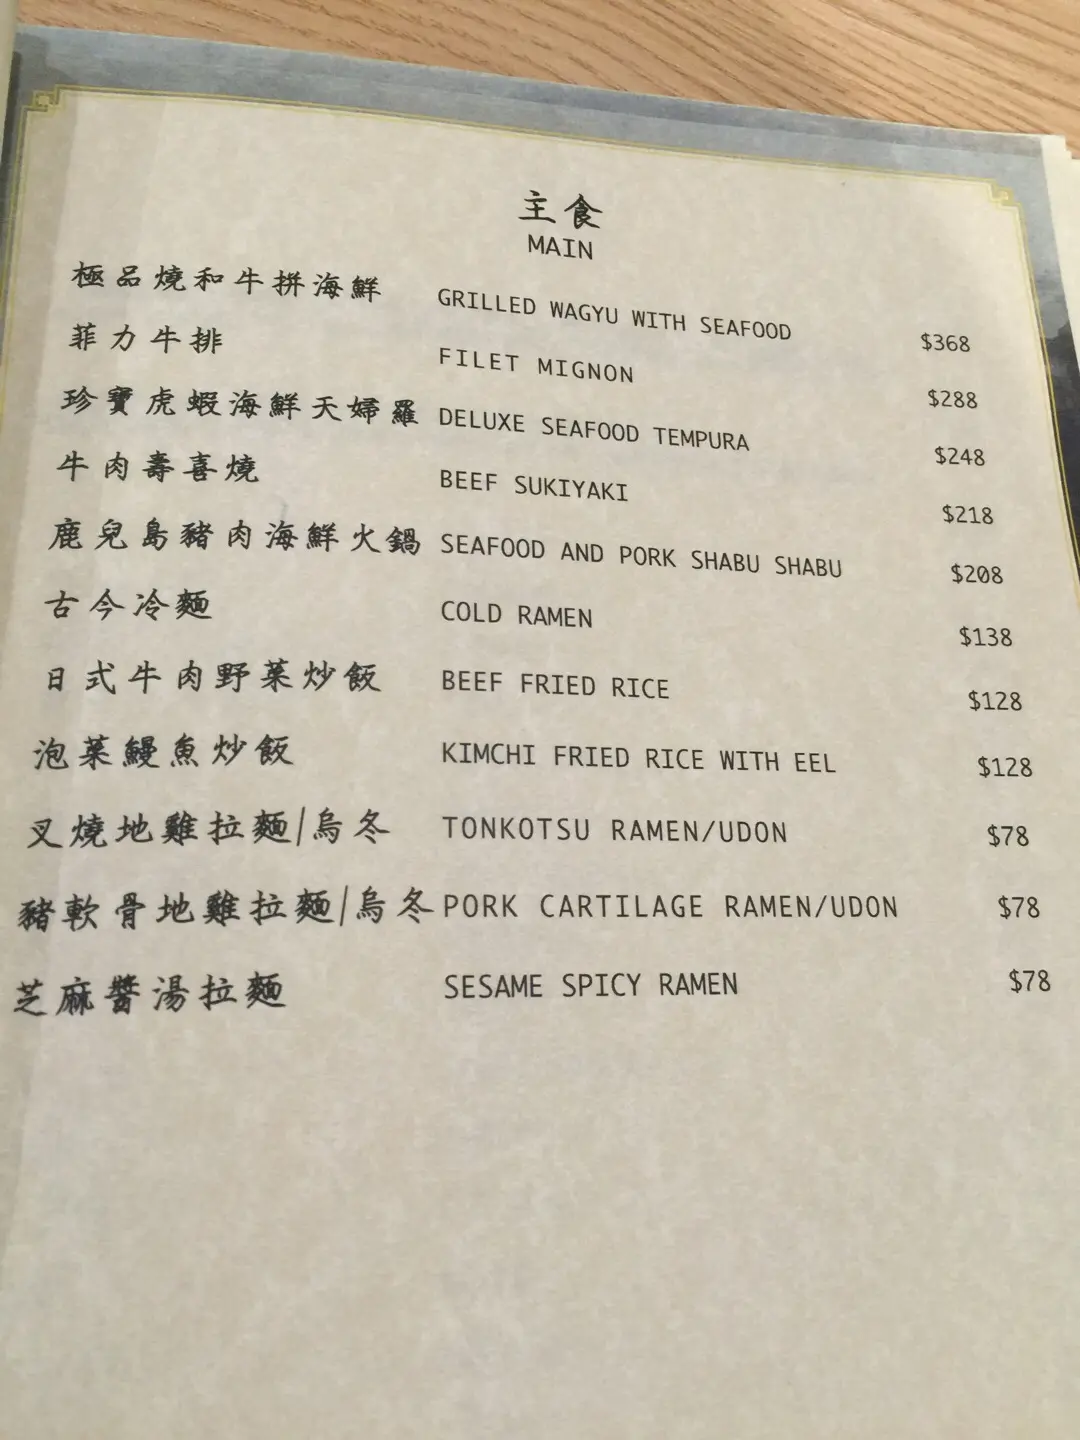 主食
MAIN
極品燒和牛拼海鮮 GRILLED WAGYU WITH SEAFOOD $368
菲力牛排 FILET MIGNON $288
珍寶虎蝦海鮮天婦羅 DELUXE SEAFOOD TEMPURA $248
牛肉壽喜燒 BEEF SUKIYAKI $218
鹿兒島豬肉海鮮火鍋 SEAFOOD AND PORK SHABU SHABU $208
古今冷麵 COLD RAMEN $138
日式牛肉野菜炒飯 BEEF FRIED RICE $128
泡菜鰻魚炒飯 KIMCHI FRIED RICE WITH EEL $128
叉燒地雞拉麵/烏冬 TONKOTSU RAMEN/UDON $78
豬軟骨地雞拉麵/烏冬 PORK CARTILAGE RAMEN/UDON $78
芝麻醬湯拉麵 SESAME SPICY RAMEN $78